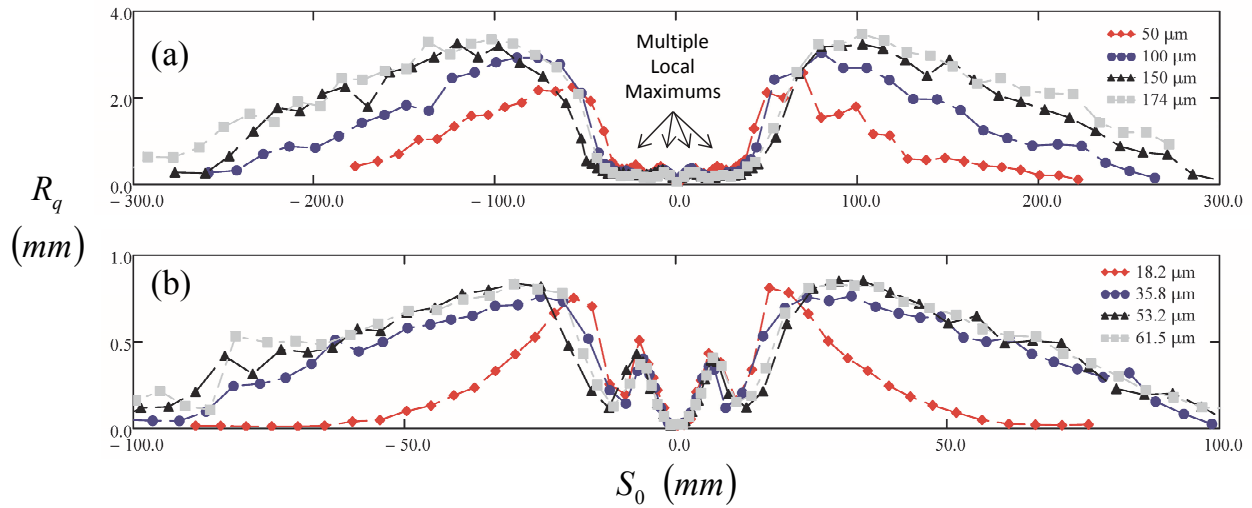 4.0
(a)
Multiple
Local
Maximums
50 µm
100 µm
150 µm
174 µm
2.0
0.0
− 300.0 − 200.0 − 100.0 0.0 100.0 200.0 300.0
R_q
(mm)
1.0
(b)
18.2 µm
35.8 µm
53.2 µm
61.5 µm
0.5
0.0
− 100.0 − 50.0 0.0 50.0 100.0
S_0 (mm)